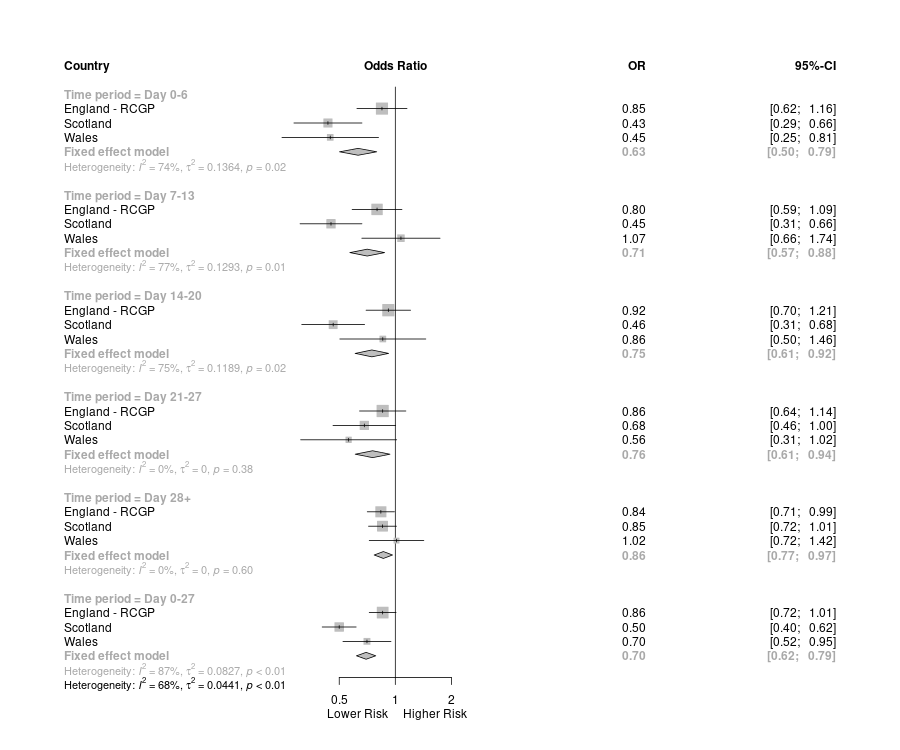 Country Odds Ratio OR 95%-CI
Time period = Day 0-6
England - RCGP 0.85 [0.62; 1.16]
Scotland 0.43 [0.29; 0.66]
Wales 0.45 [0.25; 0.81]
Fixed effect model 0.63 [0.50; 0.79]
Heterogeneity: I² = 74%, τ² = 0.1364, p = 0.02
Time period = Day 7-13
England - RCGP 0.80 [0.59; 1.09]
Scotland 0.45 [0.31; 0.66]
Wales 1.07 [0.66; 1.74]
Fixed effect model 0.71 [0.57; 0.88]
Heterogeneity: I² = 77%, τ² = 0.1293, p = 0.01
Time period = Day 14-20
England - RCGP 0.92 [0.70; 1.21]
Scotland 0.46 [0.31; 0.68]
Wales 0.86 [0.50; 1.46]
Fixed effect model 0.75 [0.61; 0.92]
Heterogeneity: I² = 75%, τ² = 0.1189, p = 0.02
Time period = Day 21-27
England - RCGP 0.86 [0.64; 1.14]
Scotland 0.68 [0.46; 1.00]
Wales 0.56 [0.31; 1.02]
Fixed effect model 0.76 [0.61; 0.94]
Heterogeneity: I² = 0%, τ² = 0, p = 0.38
Time period = Day 28+
England - RCGP 0.84 [0.71; 0.99]
Scotland 0.85 [0.72; 1.01]
Wales 1.02 [0.72; 1.42]
Fixed effect model 0.86 [0.77; 0.97]
Heterogeneity: I² = 0%, τ² = 0, p = 0.60
Time period = Day 0-27
England - RCGP 0.86 [0.72; 1.01]
Scotland 0.50 [0.40; 0.62]
Wales 0.70 [0.52; 0.95]
Fixed effect model 0.70 [0.62; 0.79]
Heterogeneity: I² = 87%, τ² = 0.0827, p < 0.01
Heterogeneity: I² = 68%, τ² = 0.0441, p < 0.01
0.5 1 2
Lower Risk Higher Risk